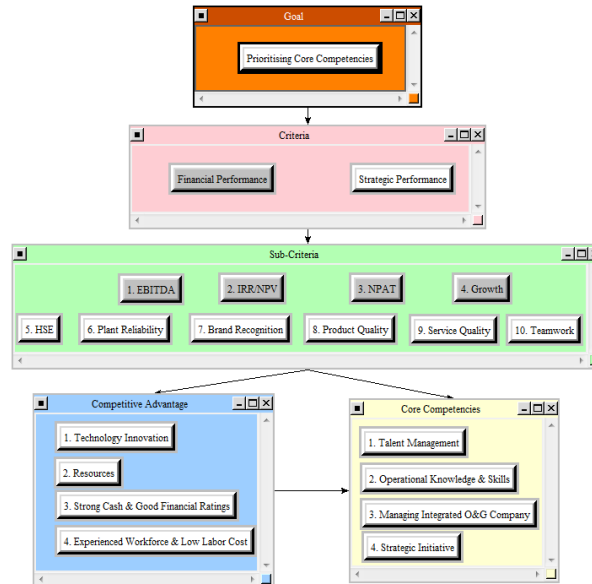 Goal
Prioritising Core Competencies
Criteria
Financial Performance
Strategic Performance
Sub-Criteria
1. EBITDA
2. IRR/NPV
3. NPAT
4. Growth
5. HSE
6. Plant Reliability
7. Brand Recognition
8. Product Quality
9. Service Quality
10. Teamwork
Competitive Advantage
1. Technology Innovation
2. Resources
3. Strong Cash & Good Financial Ratings
4. Experienced Workforce & Low Labor Cost
Core Competencies
1. Talent Management
2. Operational Knowledge & Skills
3. Managing Integrated O&G Company
4. Strategic Initiative